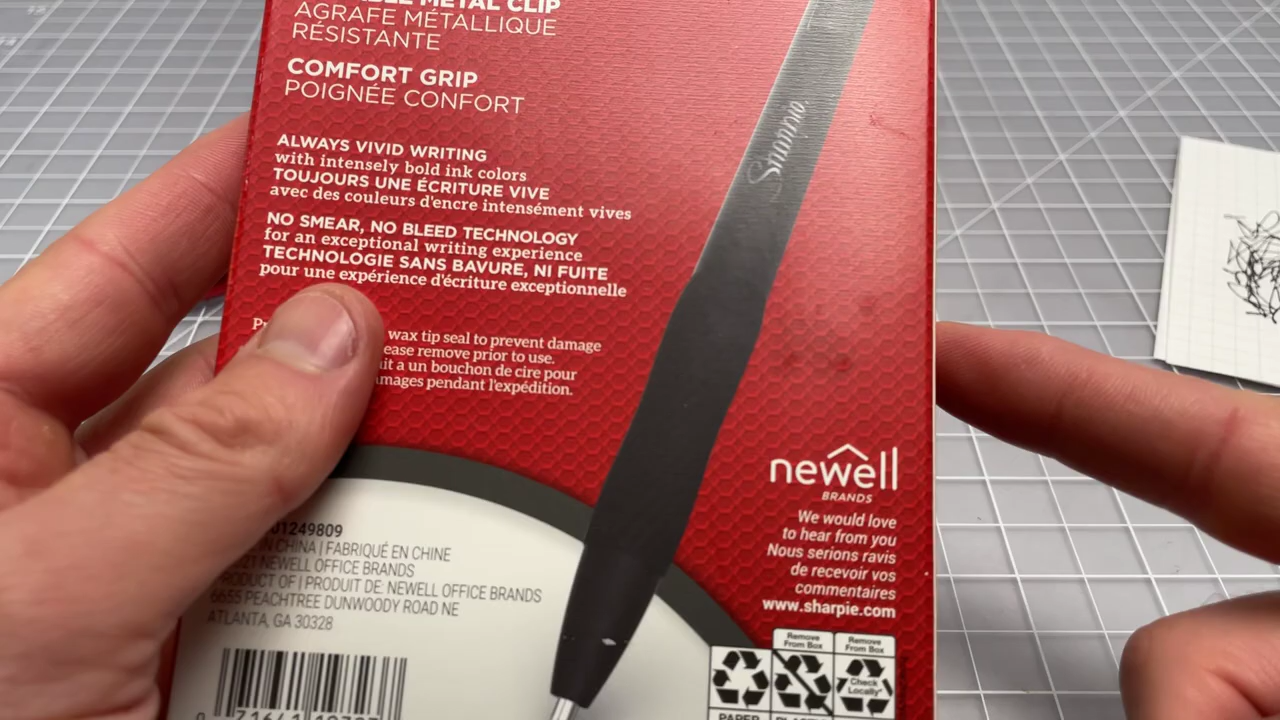 METAL CLIP
AGRAFE MÉTALLIQUE
RÉSISTANTE
COMFORT GRIP
POIGNÉE CONFORT
ALWAYS VIVID WRITING
with intensely bold ink colors
TOUJOURS UNE ÉCRITURE VIVE
avec des couleurs d'encre intensément vives
NO SMEAR, NO BLEED TECHNOLOGY
for an exceptional writing experience
TECHNOLOGIE SANS BAVURE, NI FUITE
pour une expérience d'écriture exceptionnelle
wax tip seal to prevent damage
remove prior to use.
a un bouchon de cire pour
pendant l'expédition.
S·GEL
newell
BRANDS
We would love
to hear from you
Nous serions ravis
de recevoir vos
commentaires
www.sharpie.com
Remove
From Box
Remove
From Box
Check
Locally*
PAPER
1249809
IN CHINA | FABRIQUÉ EN CHINE
NEWELL OFFICE BRANDS
PRODUCT OF | PRODUIT DE: NEWELL OFFICE BRANDS
6655 PEACHTREE DUNWOODY ROAD NE
ATLANTA, GA 30328